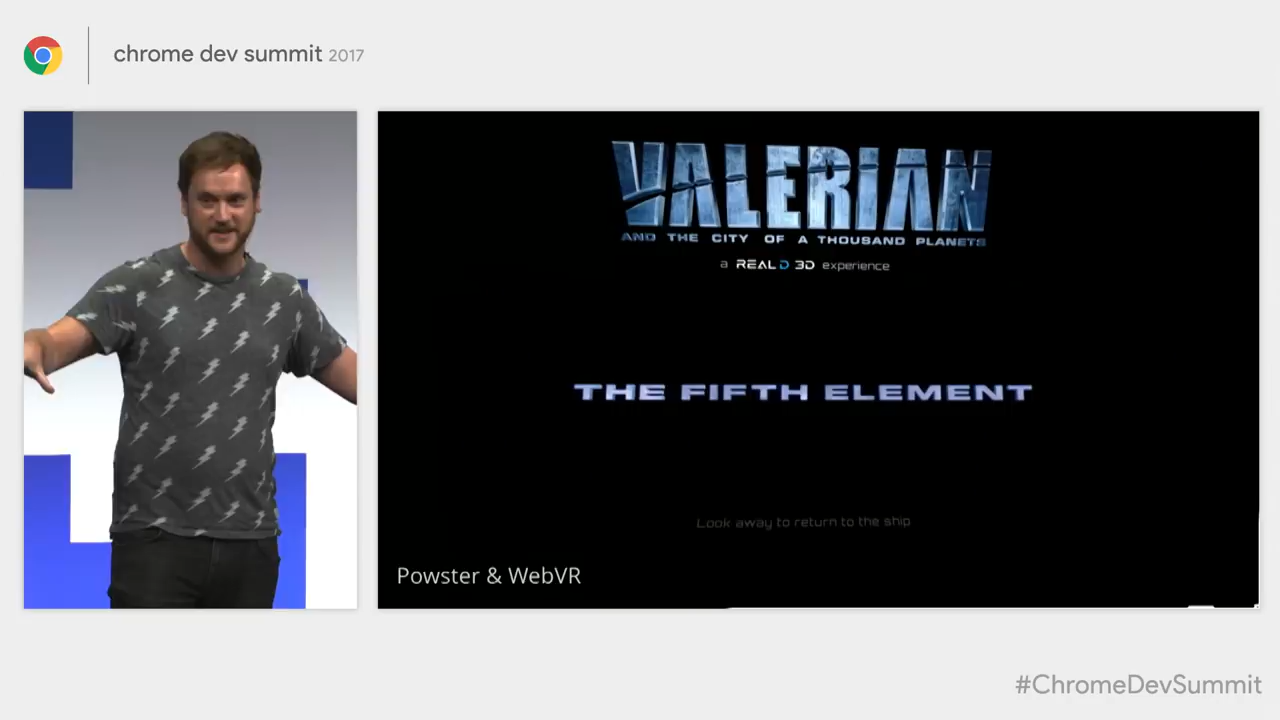 chrome dev summit 2017
VALERIAN
AND THE CITY OF A THOUSAND PLANETS
a REAL D 3D experience
THE FIFTH ELEMENT
Look away to return to the ship
Powster & WebVR
#ChromeDevSummit